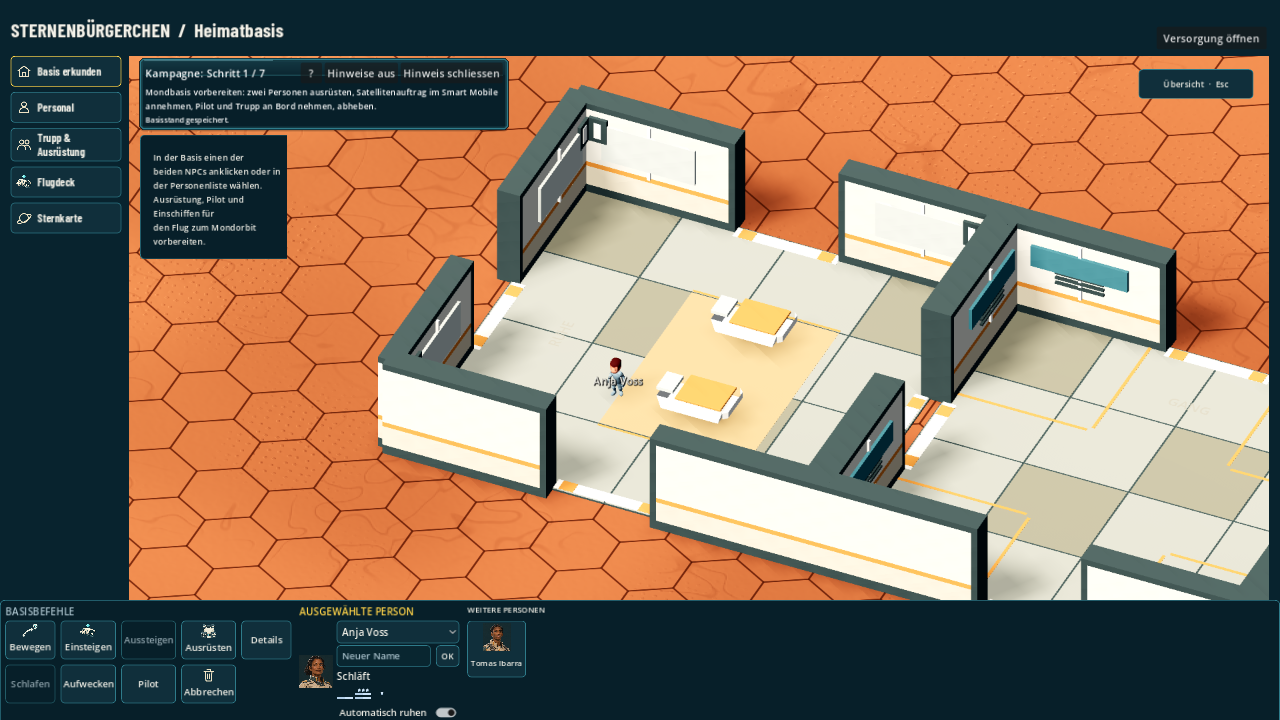 STERNENBÜRGERCHEN / Heimatbasis
Versorgung öffnen
Basis erkunden
Personal
Trupp &
Ausrüstung
Flugdeck
Sternkarte
Kampagne: Schritt 1 / 7
? Hinweise aus Hinweis schliessen
Mondbasis vorbereiten: zwei Personen ausrüsten, Satellitenauftrag im Smart Mobile
annehmen, Pilot und Trupp an Bord nehmen, abheben.
Basisstand gespeichert.
Übersicht · Esc
In der Basis einen der
beiden NPCs anklicken oder in
der Personenliste wählen.
Ausrüstung, Pilot und
Einschiffen für
den Flug zum Mondorbit
vorbereiten.
Anja Voss
BASISBEFEHLE
Bewegen
Einsteigen
Aussteigen
Ausrüsten
Details
Schlafen
Aufwecken
Pilot
Abbrechen
AUSGEWÄHLTE PERSON
Anja Voss
Neuer Name
OK
Schläft
Automatisch ruhen
WEITERE PERSONEN
Tomas Ibarra